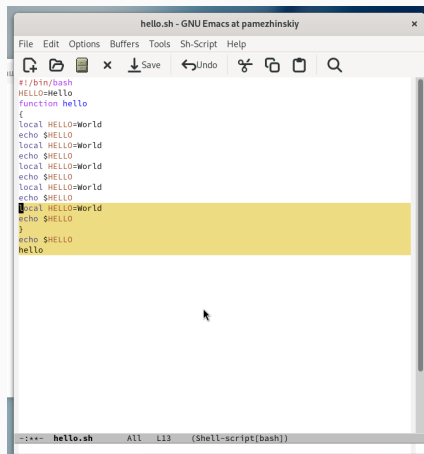 hello.sh - GNU Emacs at pamezhinskiy ×
File Edit Options Buffers Tools Sh-Script Help
Save Undo
#!/bin/bash
HELLO=Hello
function hello
{
local HELLO=World
echo $HELLO
local HELLO=World
echo $HELLO
local HELLO=World
echo $HELLO
local HELLO=World
echo $HELLO
local HELLO=World
echo $HELLO
}
echo $HELLO
hello
-:**- hello.sh All L13 (Shell-script[bash])